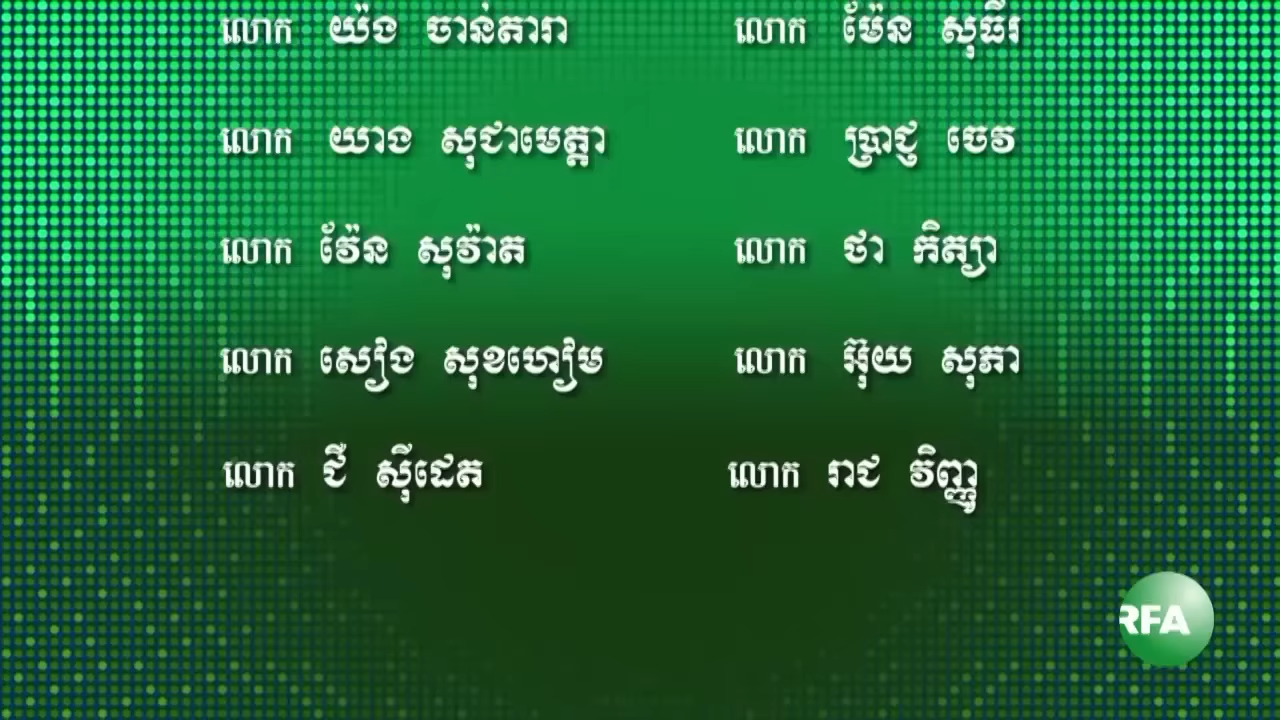 លោក យ៉ង ចាន់តារា លោក ម៉ែន សុធីរ
លោក យាង សុជាមេត្តា លោក ប្រាជ្ញ ចេវ
លោក វ៉ែន សុវ៉ាត លោក ថា កិត្យា
លោក សៀង សុខហៀម លោក អ៊ុយ សុភា
លោក ជី ស៊ីដេត លោក រាជ វិញ្ញូ
RFA